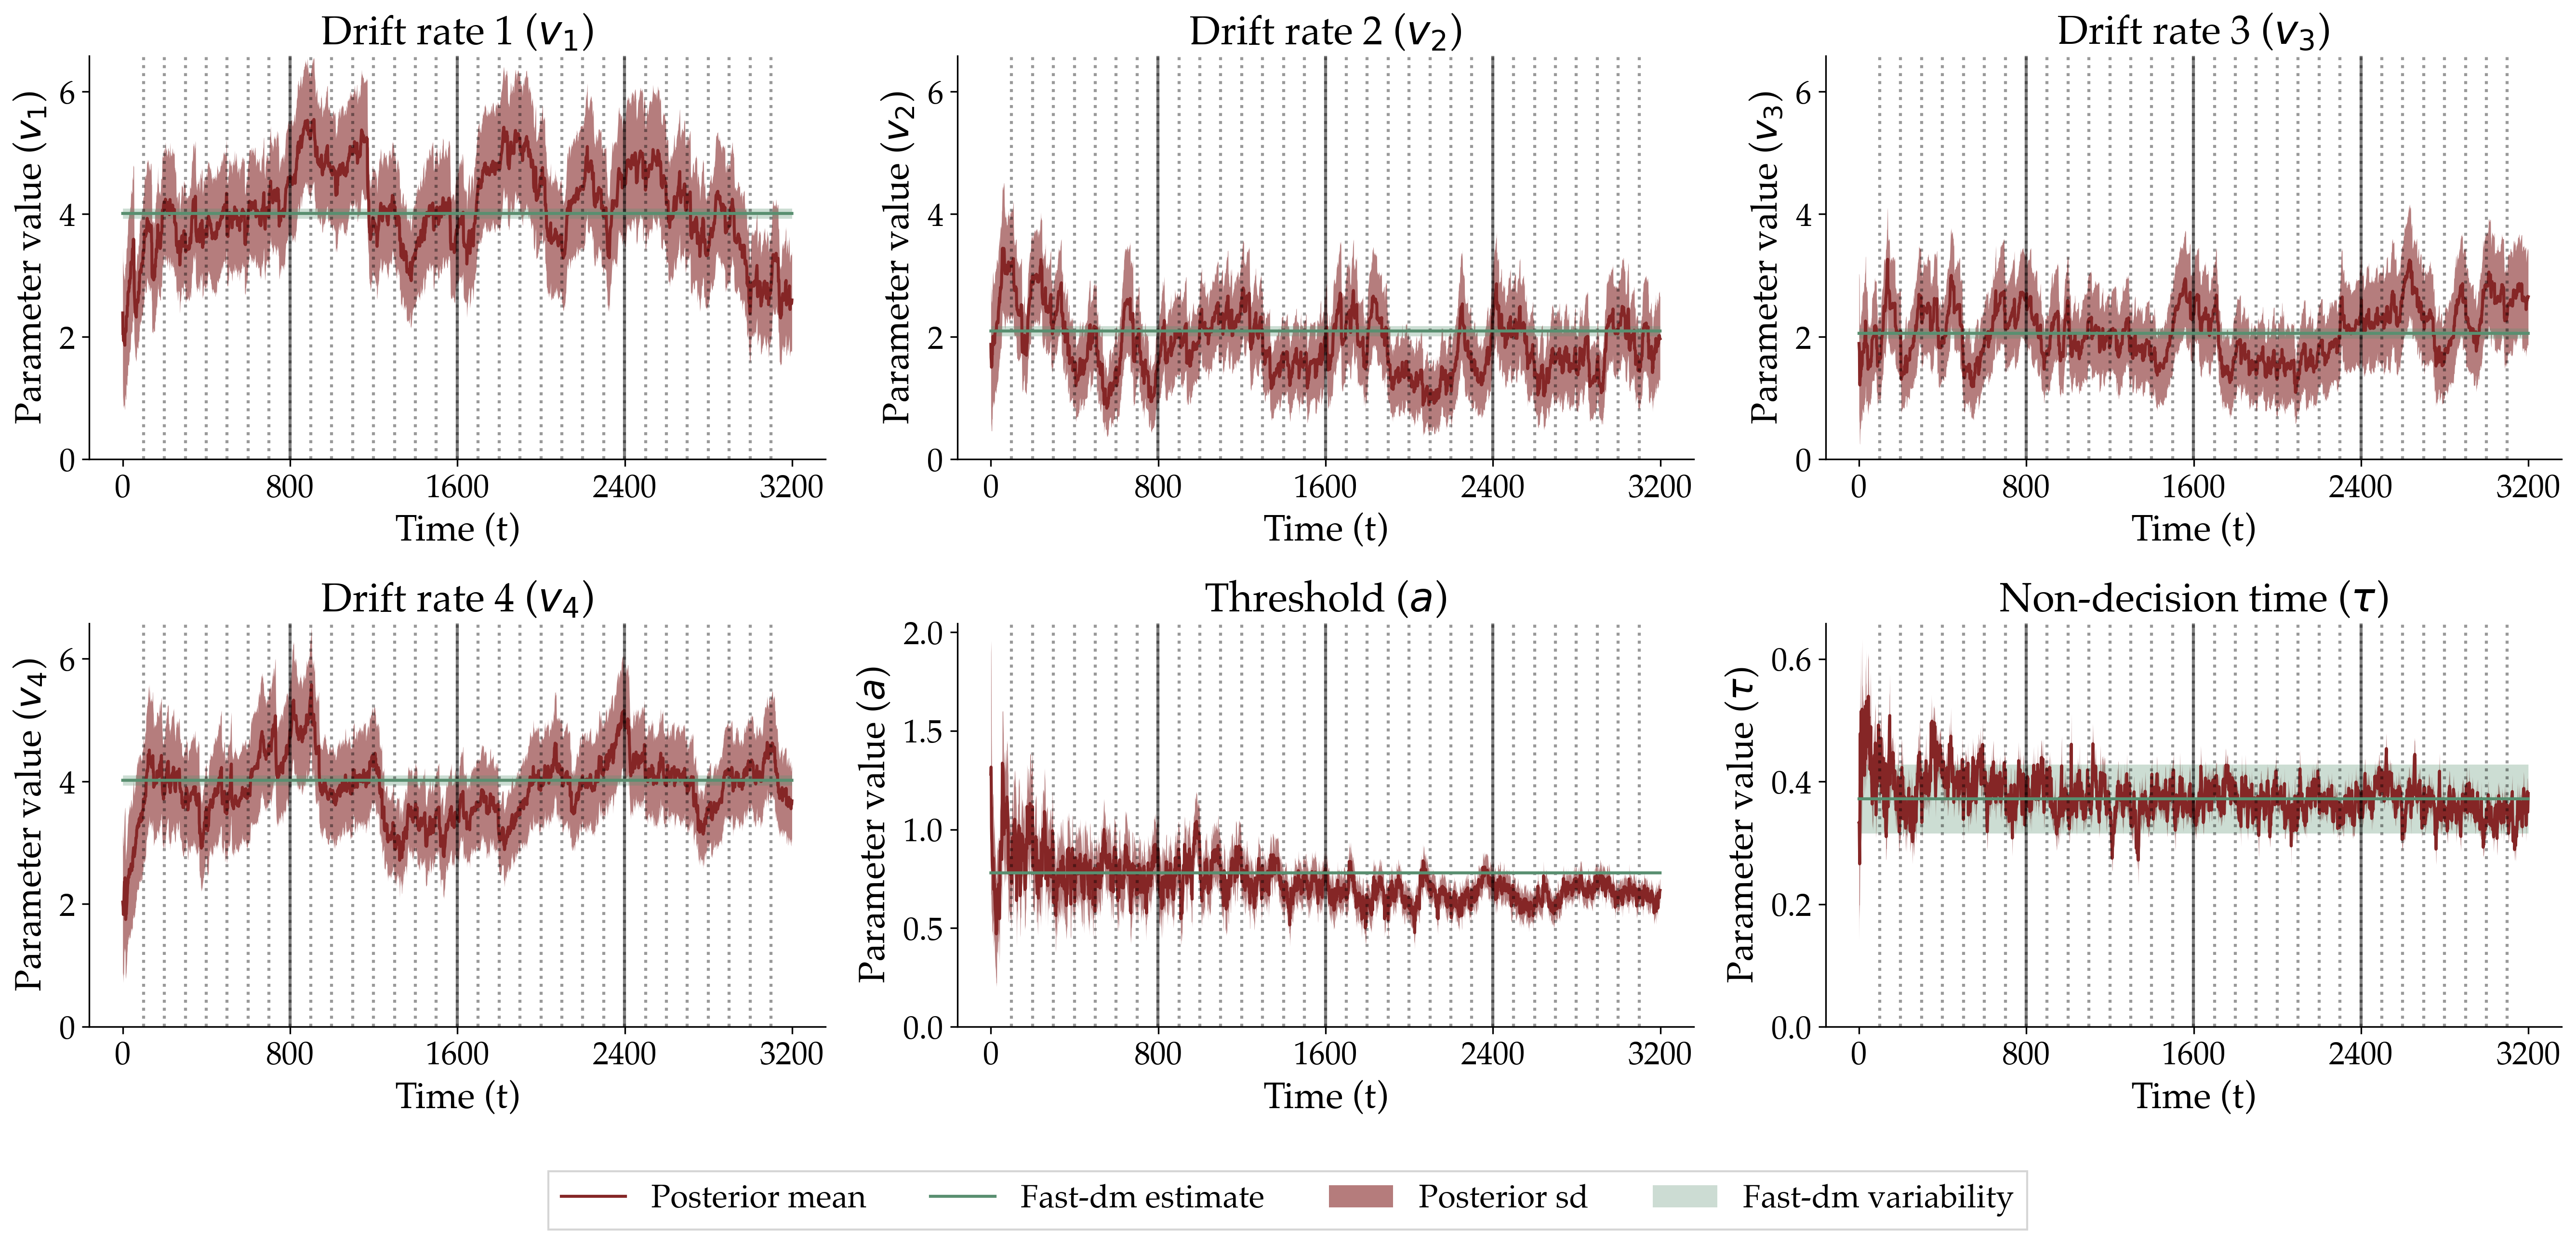 Drift rate 1 (v₁)
Parameter value (v₁)
6
4
2
0
0 800 1600 2400 3200
Time (t)
Drift rate 2 (v₂)
Parameter value (v₂)
6
4
2
0
0 800 1600 2400 3200
Time (t)
Drift rate 3 (v₃)
Parameter value (v₃)
6
4
2
0
0 800 1600 2400 3200
Time (t)
Drift rate 4 (v₄)
Parameter value (v₄)
6
4
2
0
0 800 1600 2400 3200
Time (t)
Threshold (a)
Parameter value (a)
2.0
1.5
1.0
0.5
0.0
0 800 1600 2400 3200
Time (t)
Non-decision time (τ)
Parameter value (τ)
0.6
0.4
0.2
0.0
0 800 1600 2400 3200
Time (t)
Posterior mean Fast-dm estimate Posterior sd Fast-dm variability